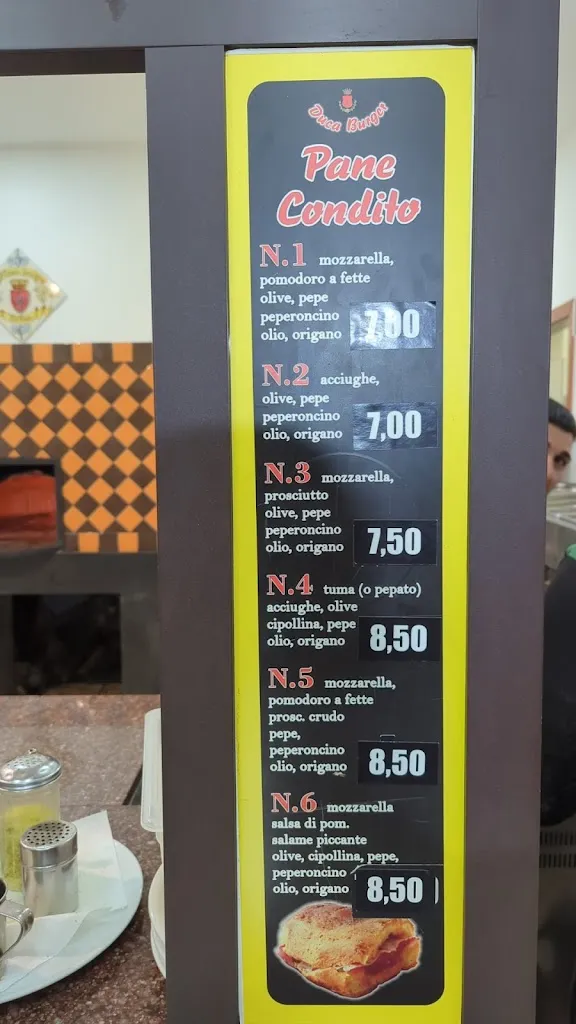 Duca Burger
Pane
Condito
N.1 mozzarella,
pomodoro a fette
olive, pepe
peperoncino
olio, origano 7,00
N.2 acciughe,
olive, pepe
peperoncino
olio, origano 7,00
N.3 mozzarella,
prosciutto
olive, pepe
peperoncino
olio, origano 7,50
N.4 tuma (o pepato)
acciughe, olive
cipollina, pepe
olio, origano 8,50
N.5 mozzarella,
pomodoro a fette
prosc. crudo
pepe,
peperoncino
olio, origano 8,50
N.6 mozzarella
salsa di pom.
salame piccante
olive, cipollina, pepe,
peperoncino
olio, origano 8,50